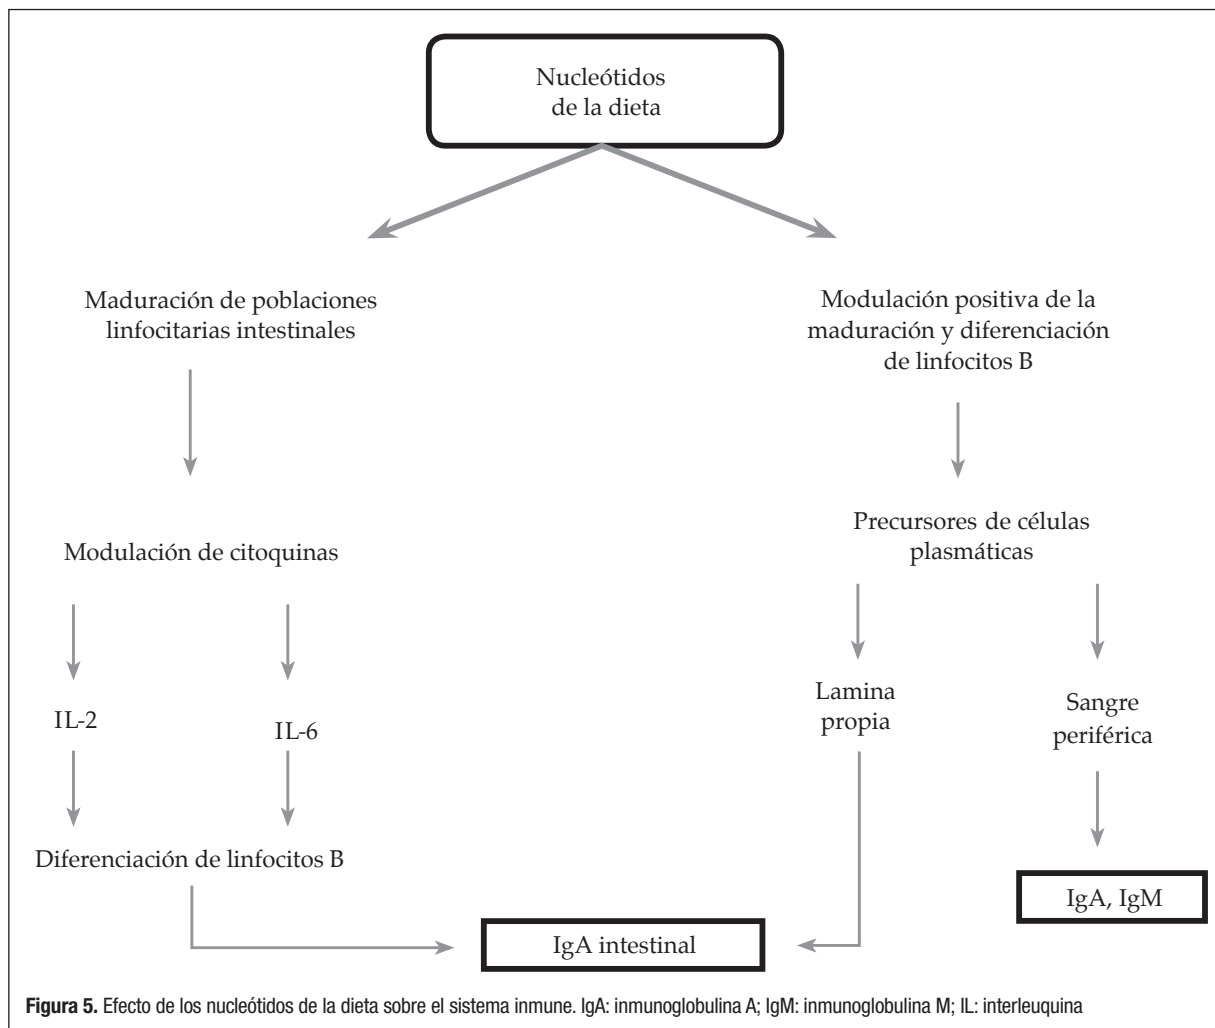 Nucleótidos
de la dieta
Maduración de poblaciones
linfocitarias intestinales
Modulación positiva de la
maduración y diferenciación
de linfocitos B
Modulación de citoquinas
Precursores de células
plasmáticas
IL-2
IL-6
Lamina
propia
Sangre
periférica
Diferenciación de linfocitos B
IgA, IgM
IgA intestinal
Figura 5. Efecto de los nucleótidos de la dieta sobre el sistema inmune. IgA: inmunoglobulina A; IgM: inmunoglobulina M; IL: interleuquina